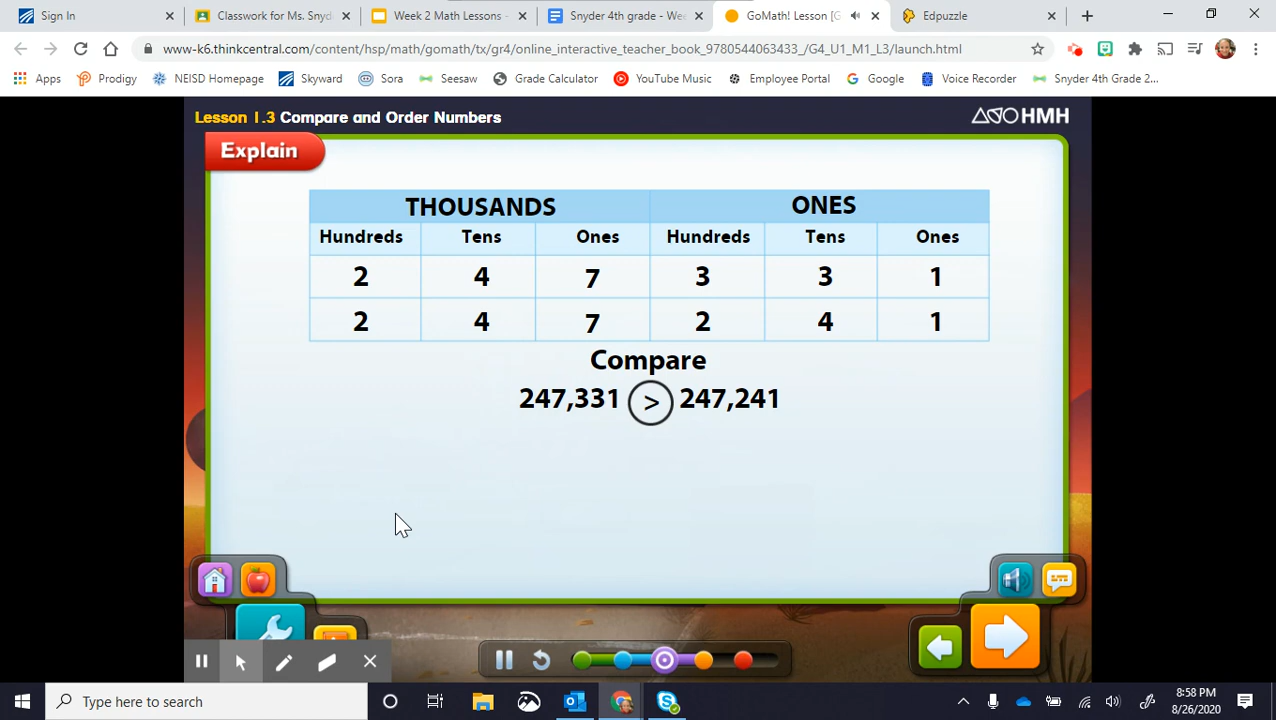 Sign In
Classwork for Ms. Snyd
Week 2 Math Lessons -
Snyder 4th grade - We
GoMath! Lesson [G
Edpuzzle
www-k6.thinkcentral.com/content/hsp/math/gomath/tx/gr4/online_interactive_teacher_book_9780544063433_/G4_U1_M1_L3/launch.html
Apps
Prodigy
NEISD Homepage
Skyward
Sora
Seesaw
Grade Calculator
YouTube Music
Employee Portal
Google
Voice Recorder
Snyder 4th Grade 2...
Lesson 1.3 Compare and Order Numbers
HMH
Explain
THOUSANDS ONES
Hundreds Tens Ones Hundreds Tens Ones
2 4 7 3 3 1
2 4 7 2 4 1
Compare
247,331 > 247,241
Type here to search
8:58 PM
8/26/2020